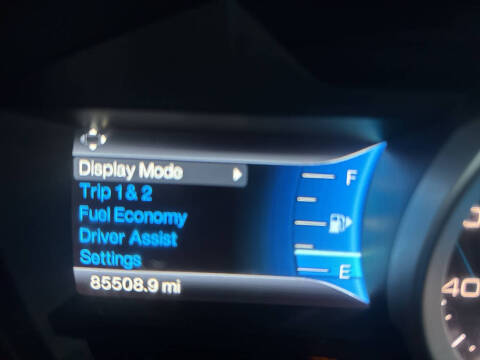 Display Mode
Trip 1 & 2
Fuel Economy
Driver Assist
Settings
85508.9 mi
F
E
40